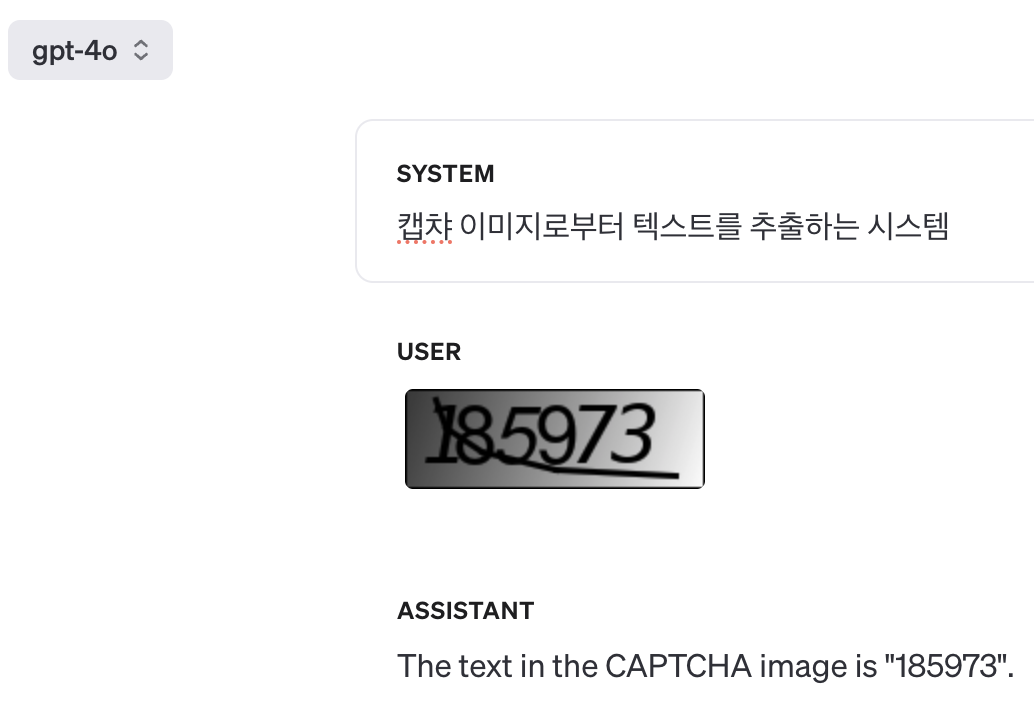 gpt-4o
SYSTEM
캡챠 이미지로부터 텍스트를 추출하는 시스템
USER
185973
ASSISTANT
The text in the CAPTCHA image is "185973".